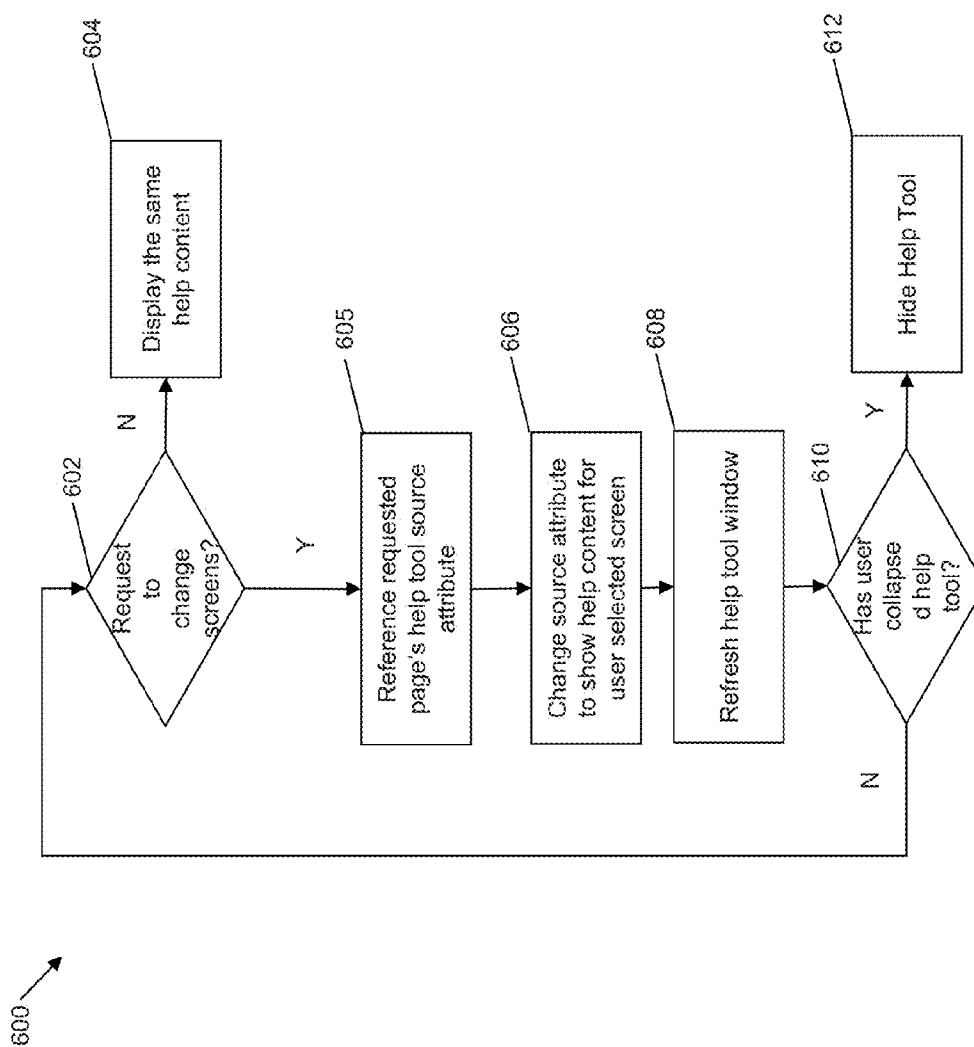 600
602
Request
to
change
screens?
N
604
Display the same
help content
Y
605
Reference requested
page's help tool source
attribute
606
Change source attribute
to show help content for
user selected screen
608
Refresh help tool window
610
Has user
collapse
d help
tool?
N
Y
612
Hide Help Tool